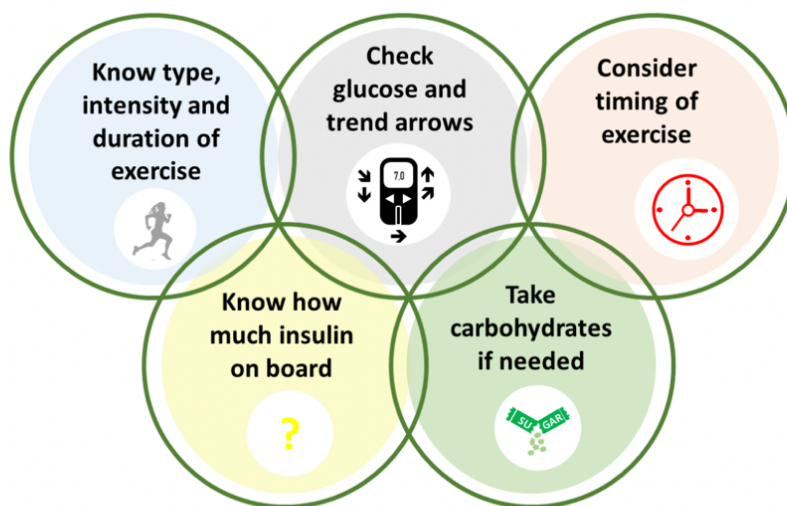 Know type,
intensity and
duration of
exercise
Check
glucose and
trend arrows
7.0
Consider
timing of
exercise
Know how
much insulin
on board
?
Take
carbohydrates
if needed
SU GAR